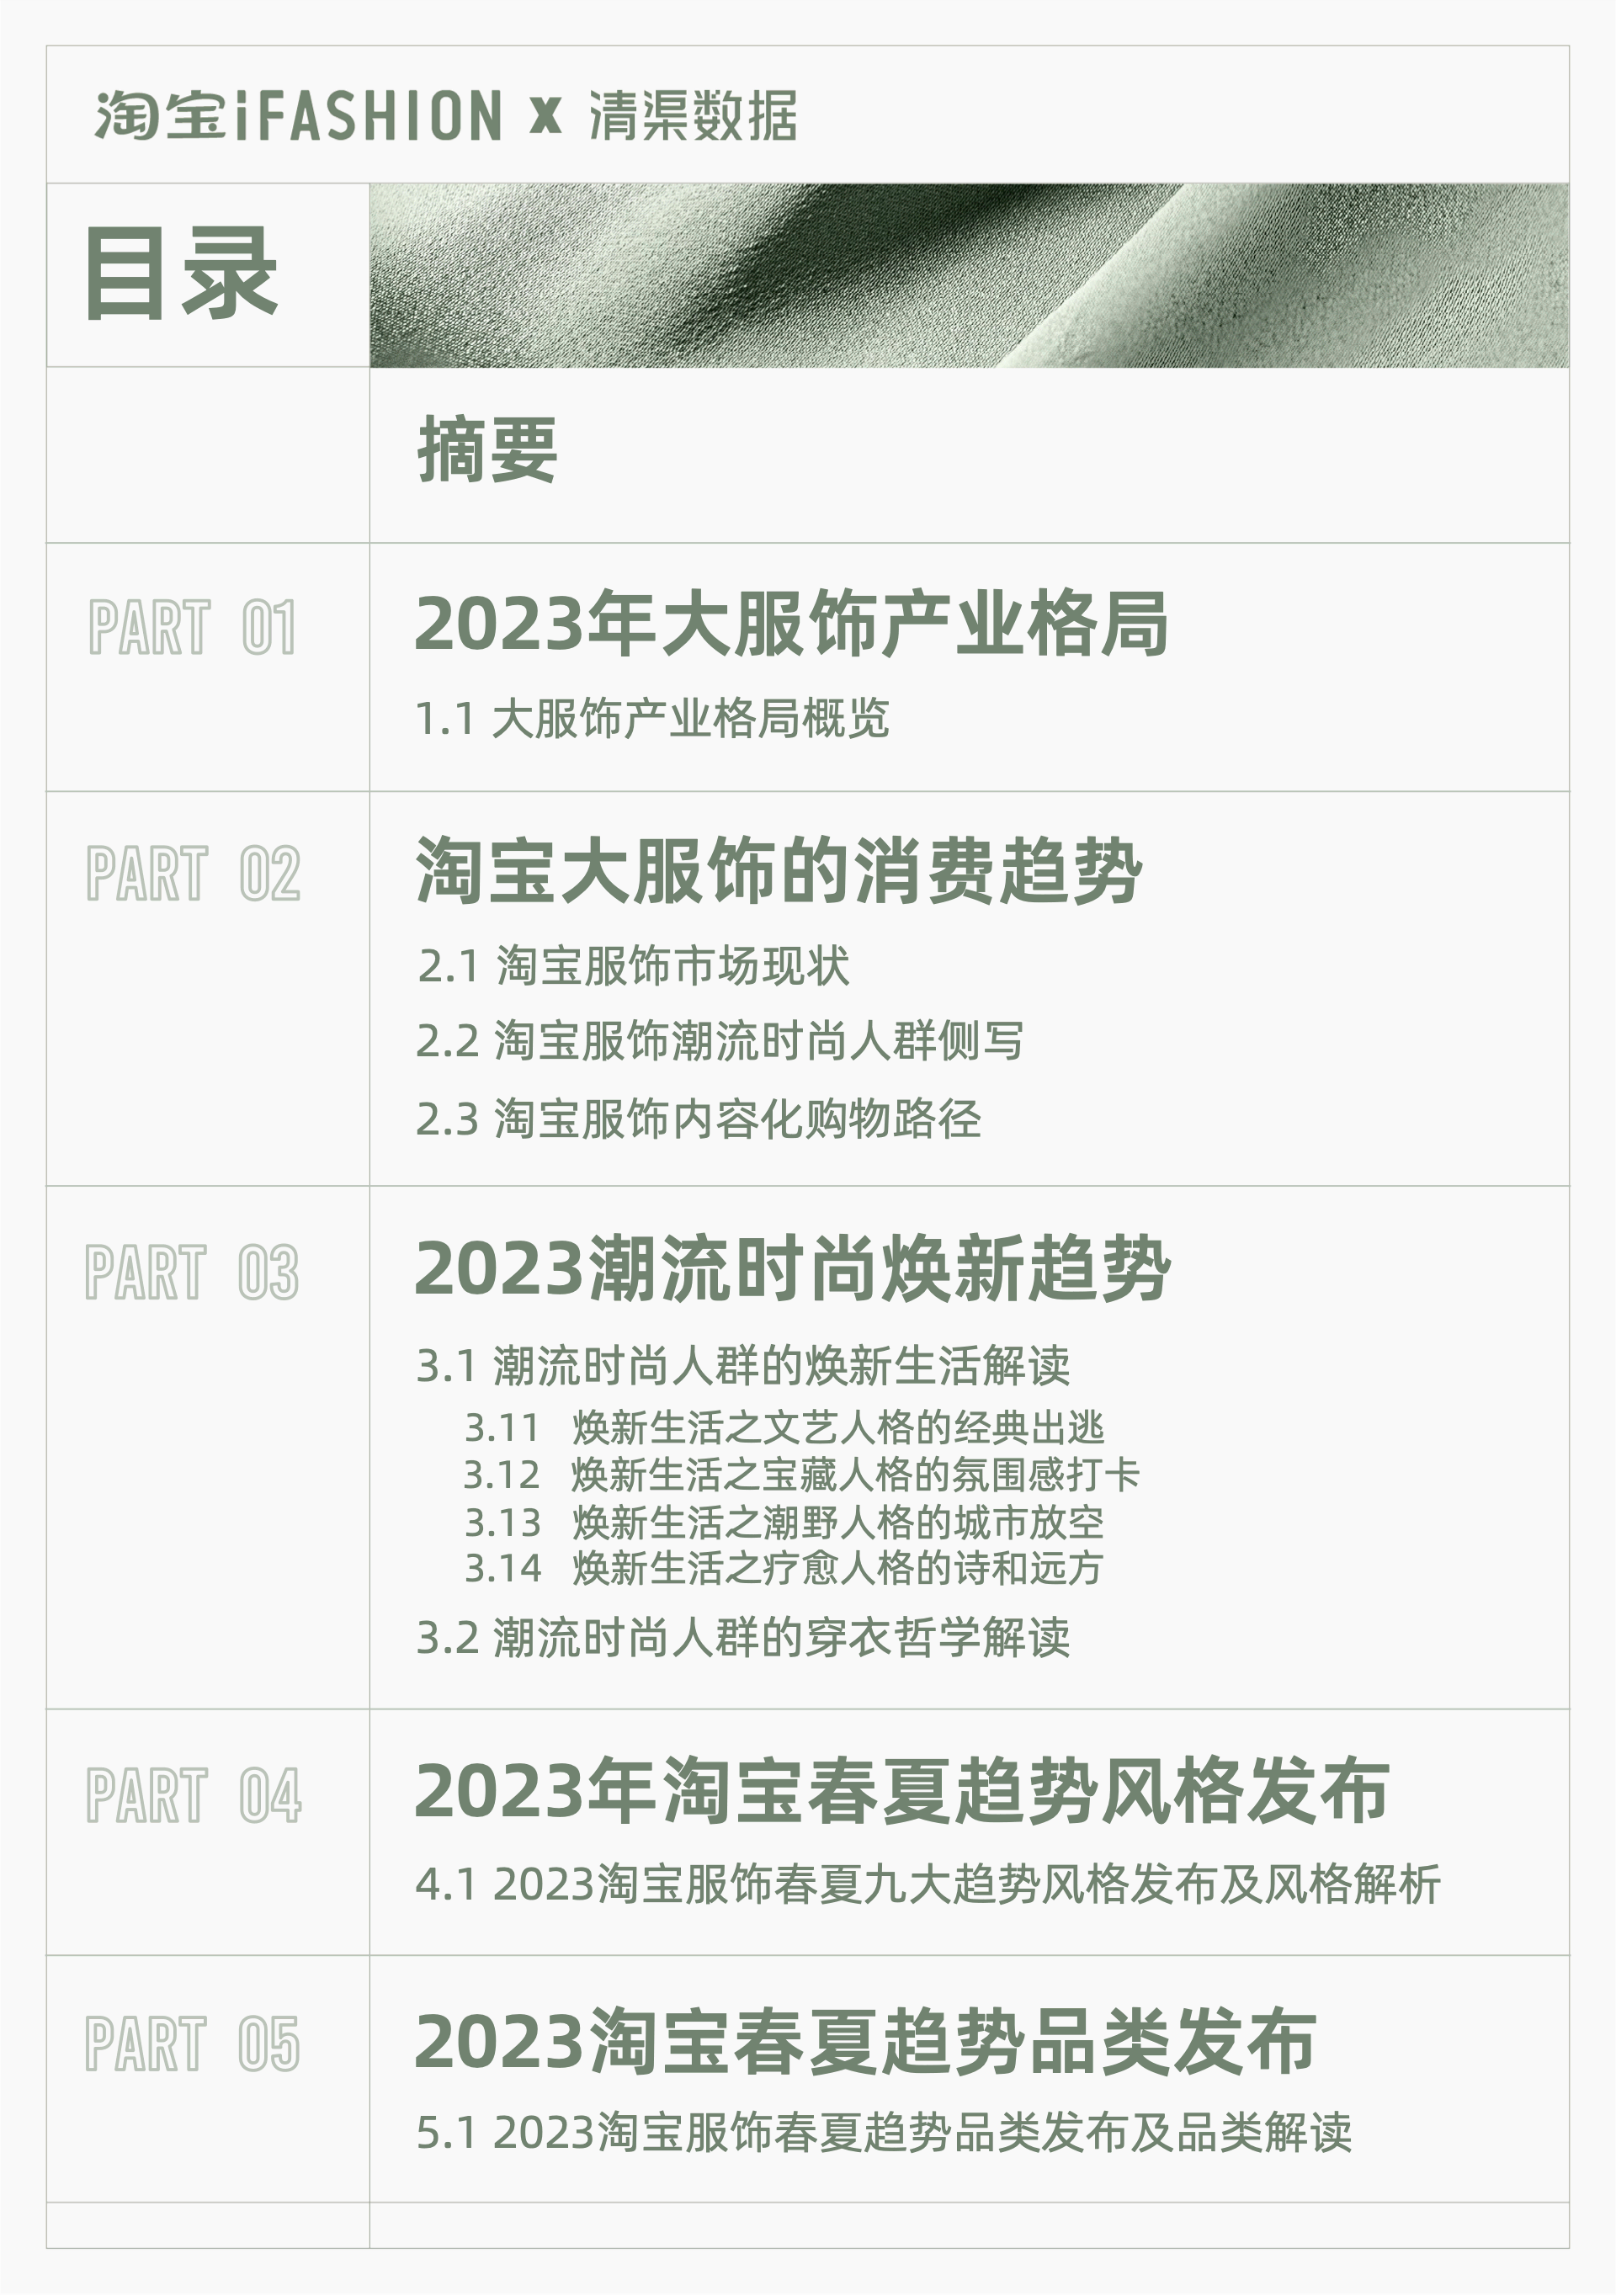 淘宝iFASHION x 清渠数据
目录
摘要
PART 01
2023年大服饰产业格局
1.1 大服饰产业格局概览
PART 02
淘宝大服饰的消费趋势
2.1 淘宝服饰市场现状
2.2 淘宝服饰潮流时尚人群侧写
2.3 淘宝服饰内容化购物路径
PART 03
2023潮流时尚焕新趋势
3.1 潮流时尚人群的焕新生活解读
3.11 焕新生活之文艺人格的经典出逃
3.12 焕新生活之宝藏人格的氛围感打卡
3.13 焕新生活之潮野人格的城市放空
3.14 焕新生活之疗愈人格的诗和远方
3.2 潮流时尚人群的穿衣哲学解读
PART 04
2023年淘宝春夏趋势风格发布
4.1 2023淘宝服饰春夏九大趋势风格发布及风格解析
PART 05
2023淘宝春夏趋势品类发布
5.1 2023淘宝服饰春夏趋势品类发布及品类解读